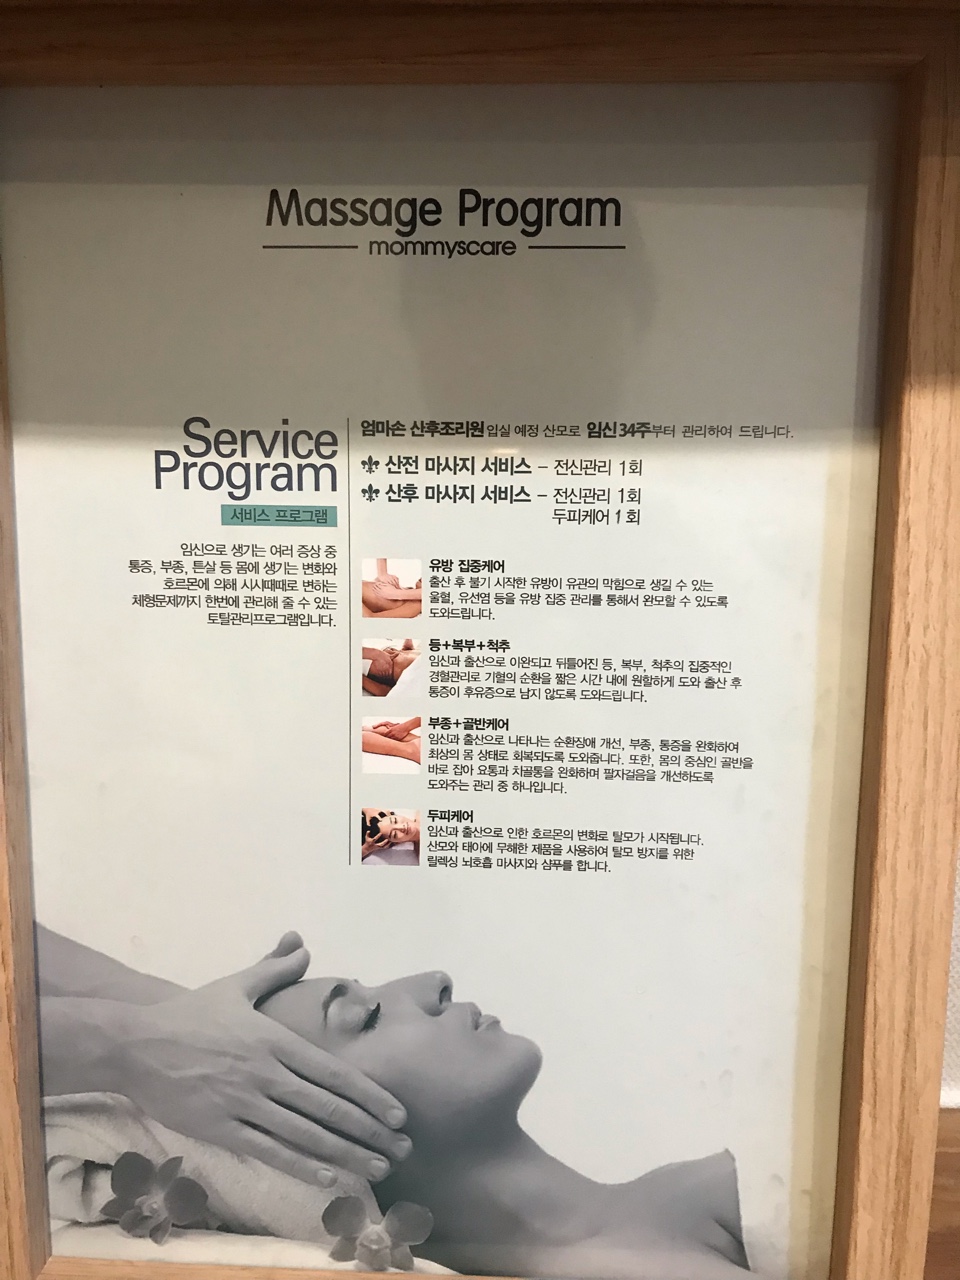 Massage Program
mommyscare
Service
Program
서비스 프로그램
임신으로 생기는 여러 증상 중
통증, 부종, 튼살 등 몸에 생기는 변화와
호르몬에 의해 시시때때로 변하는
체형문제까지 한번에 관리해 줄 수 있는
토탈관리프로그램입니다.
엄마손 산후조리원 입실 예정 산모로 임신34주부터 관리하여 드립니다.
산전 마사지 서비스 – 전신관리 1회
산후 마사지 서비스 – 전신관리 1회
두피케어 1회
유방 집중케어
출산 후 불기 시작한 유방이 유관의 막힘으로 생길 수 있는
울혈, 유선염 등을 유방 집중 관리를 통해서 완모할 수 있도록
도와드립니다.
등+복부+척추
임신과 출산으로 이완되고 뒤틀어진 등, 복부, 척추의 집중적인
경혈관리로 기혈의 순환을 짧은 시간 내에 원할하게 도와 출산 후
통증이 후유증으로 남지 않도록 도와드립니다.
부종+골반케어
임신과 출산으로 나타나는 순환장애 개선, 부종, 통증을 완화하여
최상의 몸 상태로 회복되도록 도와줍니다. 또한, 몸의 중심인 골반을
바로 잡아 요통과 치골통을 완화하며 팔자걸음을 개선하도록
도와주는 관리 중 하나입니다.
두피케어
임신과 출산으로 인한 호르몬의 변화로 탈모가 시작됩니다.
산모와 태아에 무해한 제품을 사용하여 탈모 방지를 위한
릴렉싱 뇌호흡 마사지와 샴푸를 합니다.